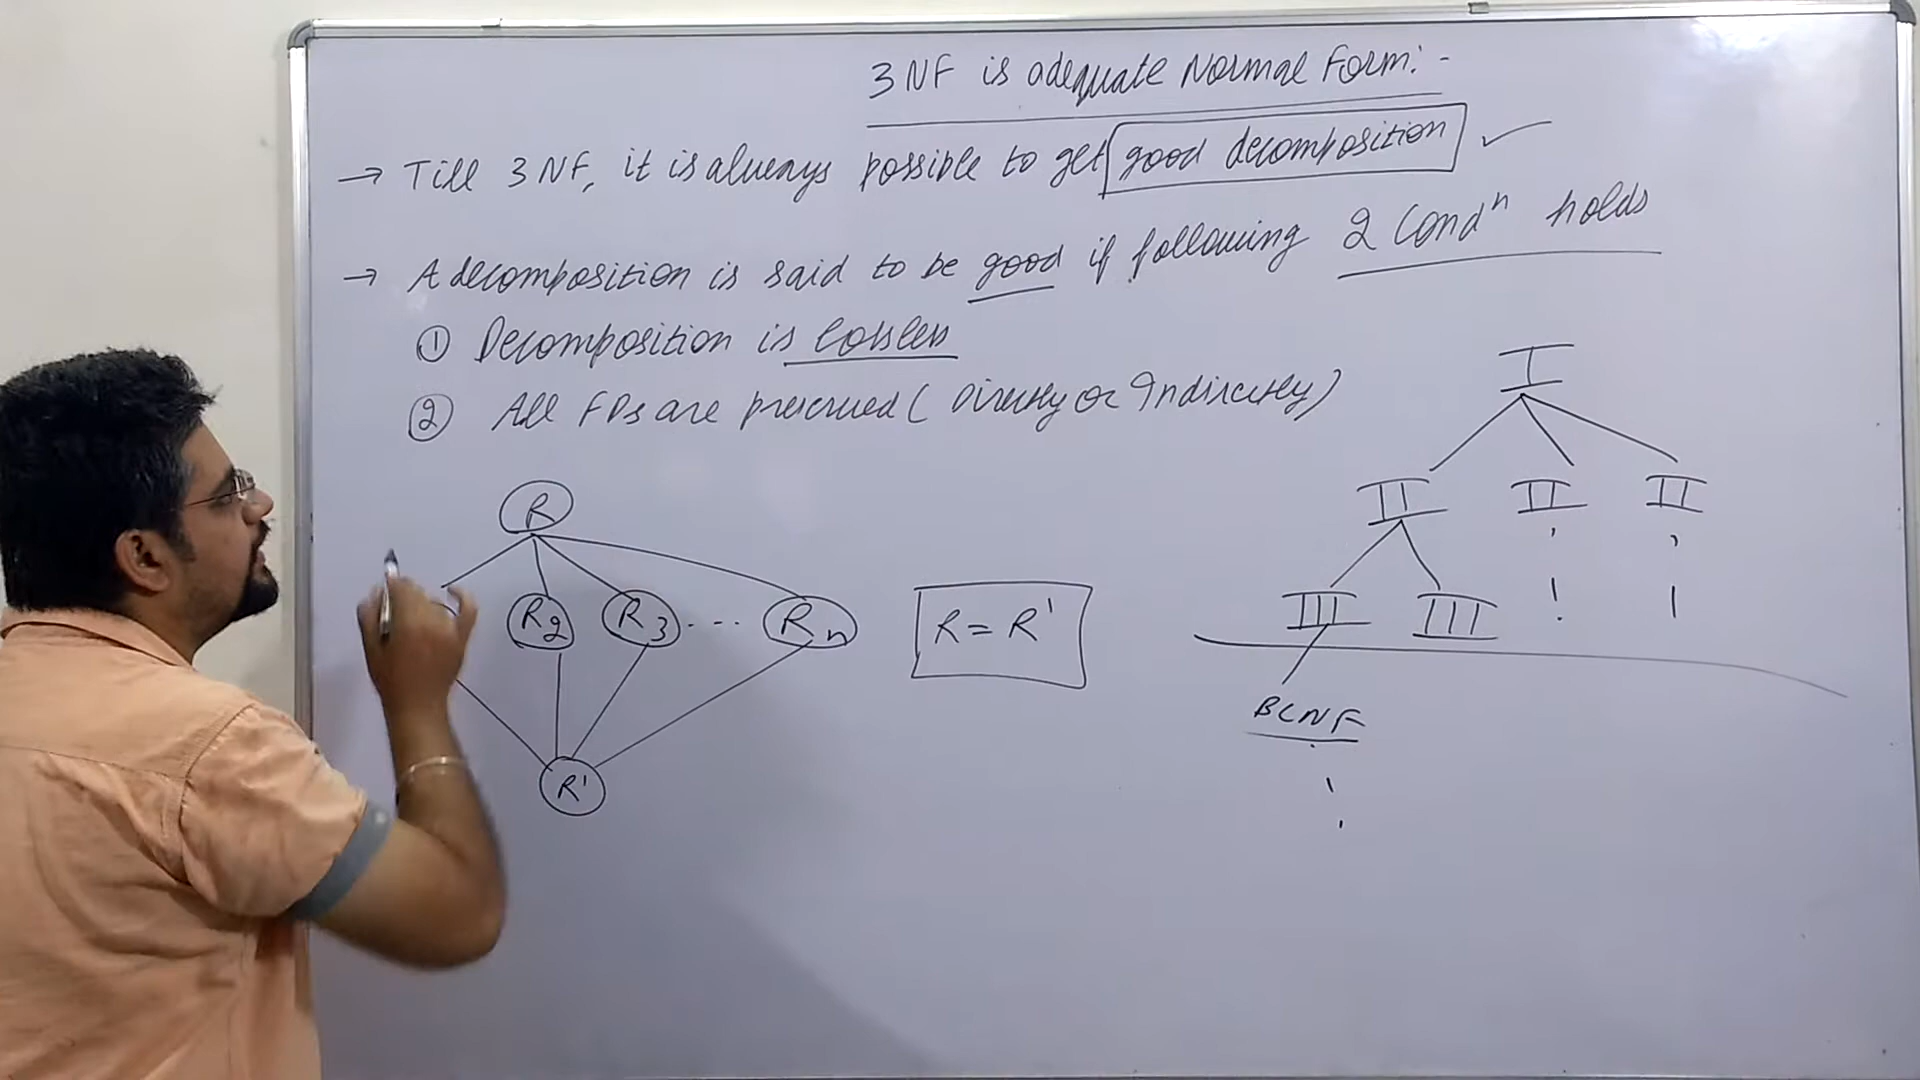 3NF is adequate Normal Form:-
→ Till 3NF, it is always possible to get good decomposition ✓
→ A decomposition is said to be good if following 2 Condⁿ holds
① Decomposition is lossless
② All FDs are preserved (Directly or Indirectly)
I
II II II
III III
BCNF
R
R2 R3 .... Rn
R'
R = R'